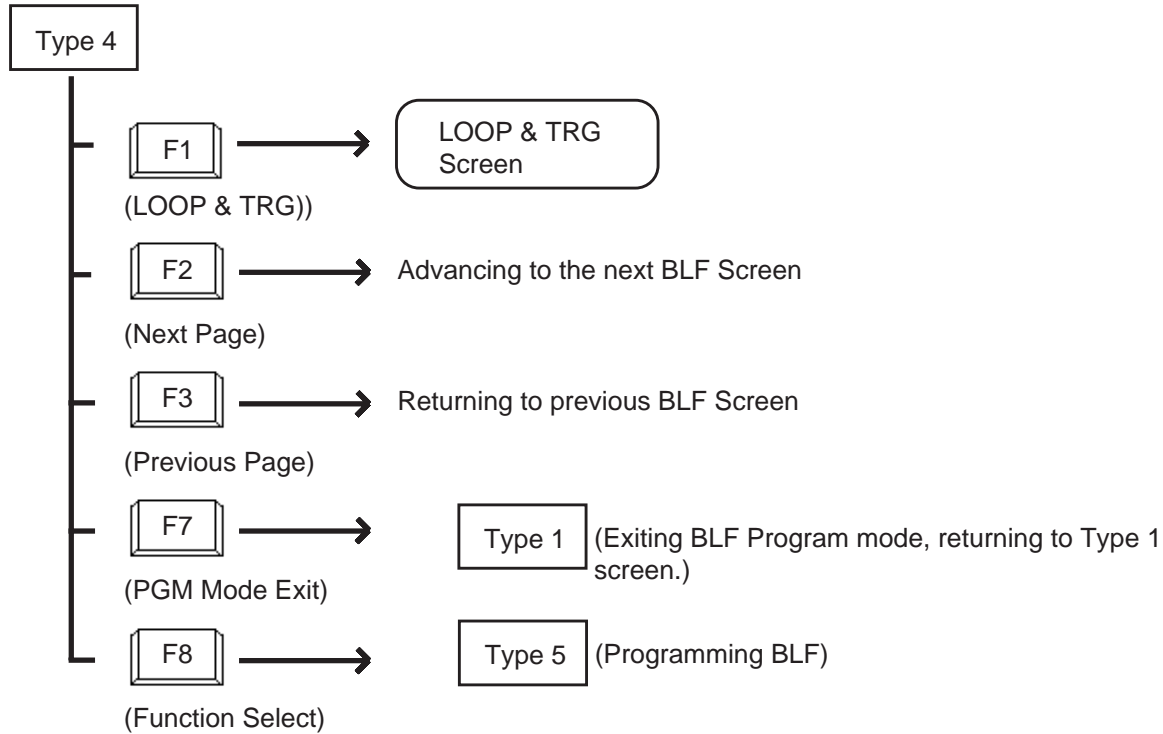 Type 4
F1
LOOP & TRG
Screen
(LOOP & TRG))
F2
Advancing to the next BLF Screen
(Next Page)
F3
Returning to previous BLF Screen
(Previous Page)
F7
Type 1
(Exiting BLF Program mode, returning to Type 1
screen.)
(PGM Mode Exit)
F8
Type 5
(Programming BLF)
(Function Select)